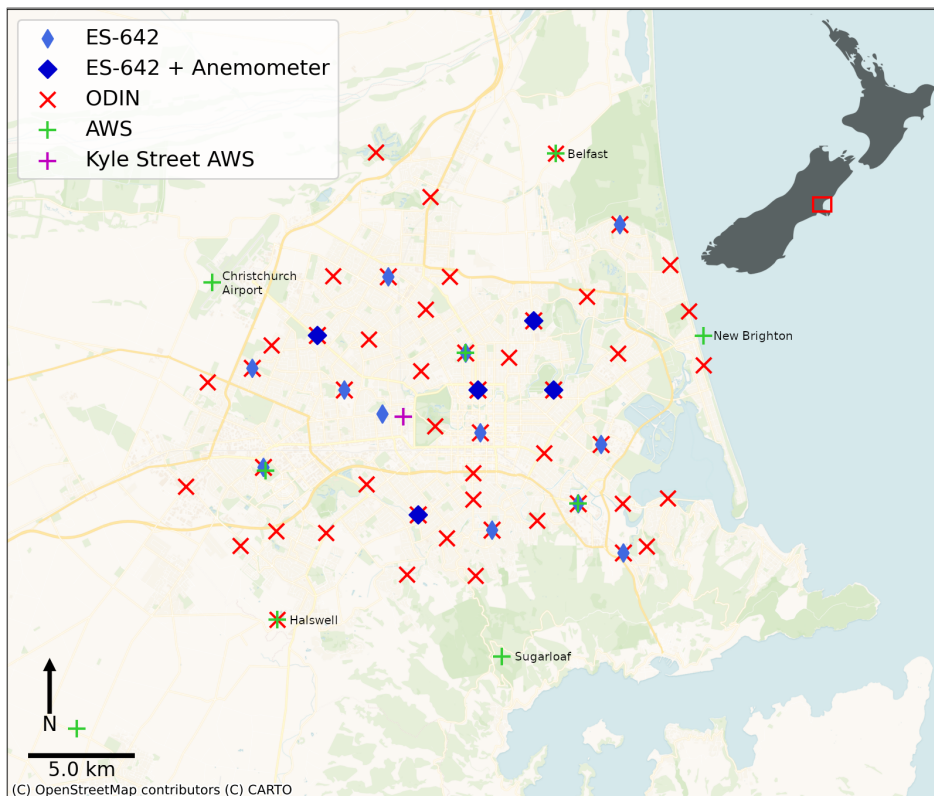 ES-642
ES-642 + Anemometer
ODIN
AWS
Kyle Street AWS
Belfast
Christchurch
Airport
New Brighton
Halswell
Sugarloaf
N
5.0 km
(C) OpenStreetMap contributors (C) CARTO